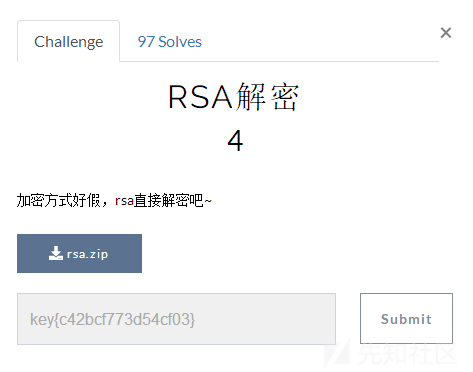 Challenge
97 Solves
×
RSA解密
4
加密方式好假，rsa直接解密吧~
rsa.zip
key{c42bcf773d54cf03}
Submit
先知社区